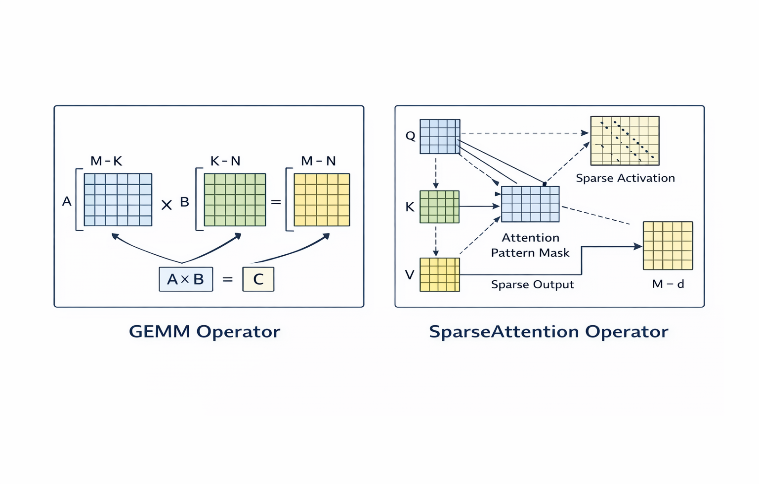 M-K K-N M-N
A × B =
A×B = C
GEMM Operator
Q
K
V
Sparse Activation
Attention
Pattern Mask
Sparse Output
M-d
SparseAttention Operator